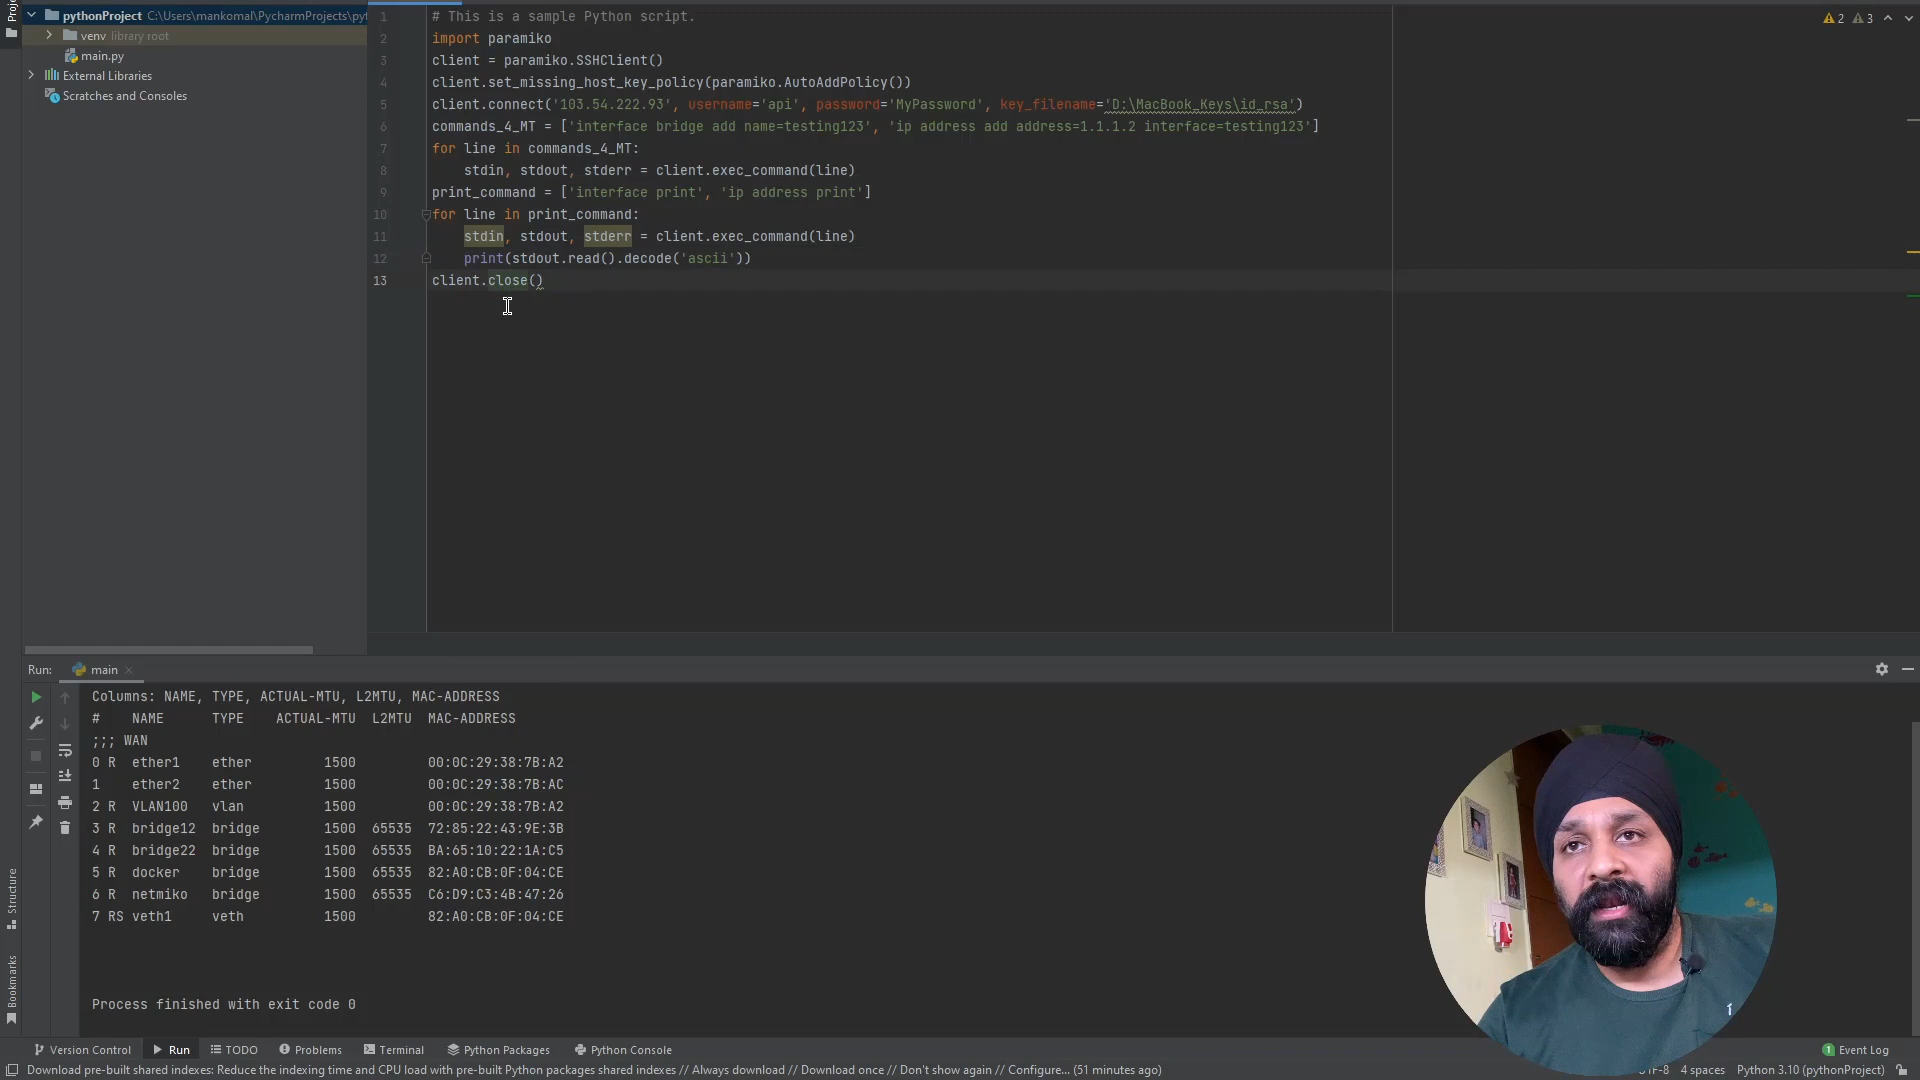 Proje
pythonProject C:\Users\mankomal\PycharmProjects\pyt
venv library root
main.py
External Libraries
Scratches and Consoles
1 # This is a sample Python script.
2 import paramiko
3 client = paramiko.SSHClient()
4 client.set_missing_host_key_policy(paramiko.AutoAddPolicy())
5 client.connect('103.54.222.93', username='api', password='MyPassword', key_filename='D:\MacBook_Keys\id_rsa')
6 commands_4_MT = ['interface bridge add name=testing123', 'ip address add address=1.1.1.2 interface=testing123']
7 for line in commands_4_MT:
8 stdin, stdout, stderr = client.exec_command(line)
9 print_command = ['interface print', 'ip address print']
10 for line in print_command:
11 stdin, stdout, stderr = client.exec_command(line)
12 print(stdout.read().decode('ascii'))
13 client.close()
2 3
Run: main
Columns: NAME, TYPE, ACTUAL-MTU, L2MTU, MAC-ADDRESS
# NAME TYPE ACTUAL-MTU L2MTU MAC-ADDRESS
;;; WAN
0 R ether1 ether 1500 00:0C:29:38:7B:A2
1 ether2 ether 1500 00:0C:29:38:7B:AC
2 R VLAN100 vlan 1500 00:0C:29:38:7B:A2
3 R bridge12 bridge 1500 65535 72:85:22:43:9E:3B
4 R bridge22 bridge 1500 65535 BA:65:10:22:1A:C5
5 R docker bridge 1500 65535 82:A0:CB:0F:04:CE
6 R netmiko bridge 1500 65535 C6:D9:C3:4B:47:26
7 RS veth1 veth 1500 82:A0:CB:0F:04:CE
Process finished with exit code 0
Structure
Bookmarks
Version Control Run TODO Problems Terminal Python Packages Python Console 1 Event Log
Download pre-built shared indexes: Reduce the indexing time and CPU load with pre-built Python packages shared indexes // Always download // Download once // Don't show again // Configure... (51 minutes ago) UTF-8 4 spaces Python 3.10 (pythonProject)